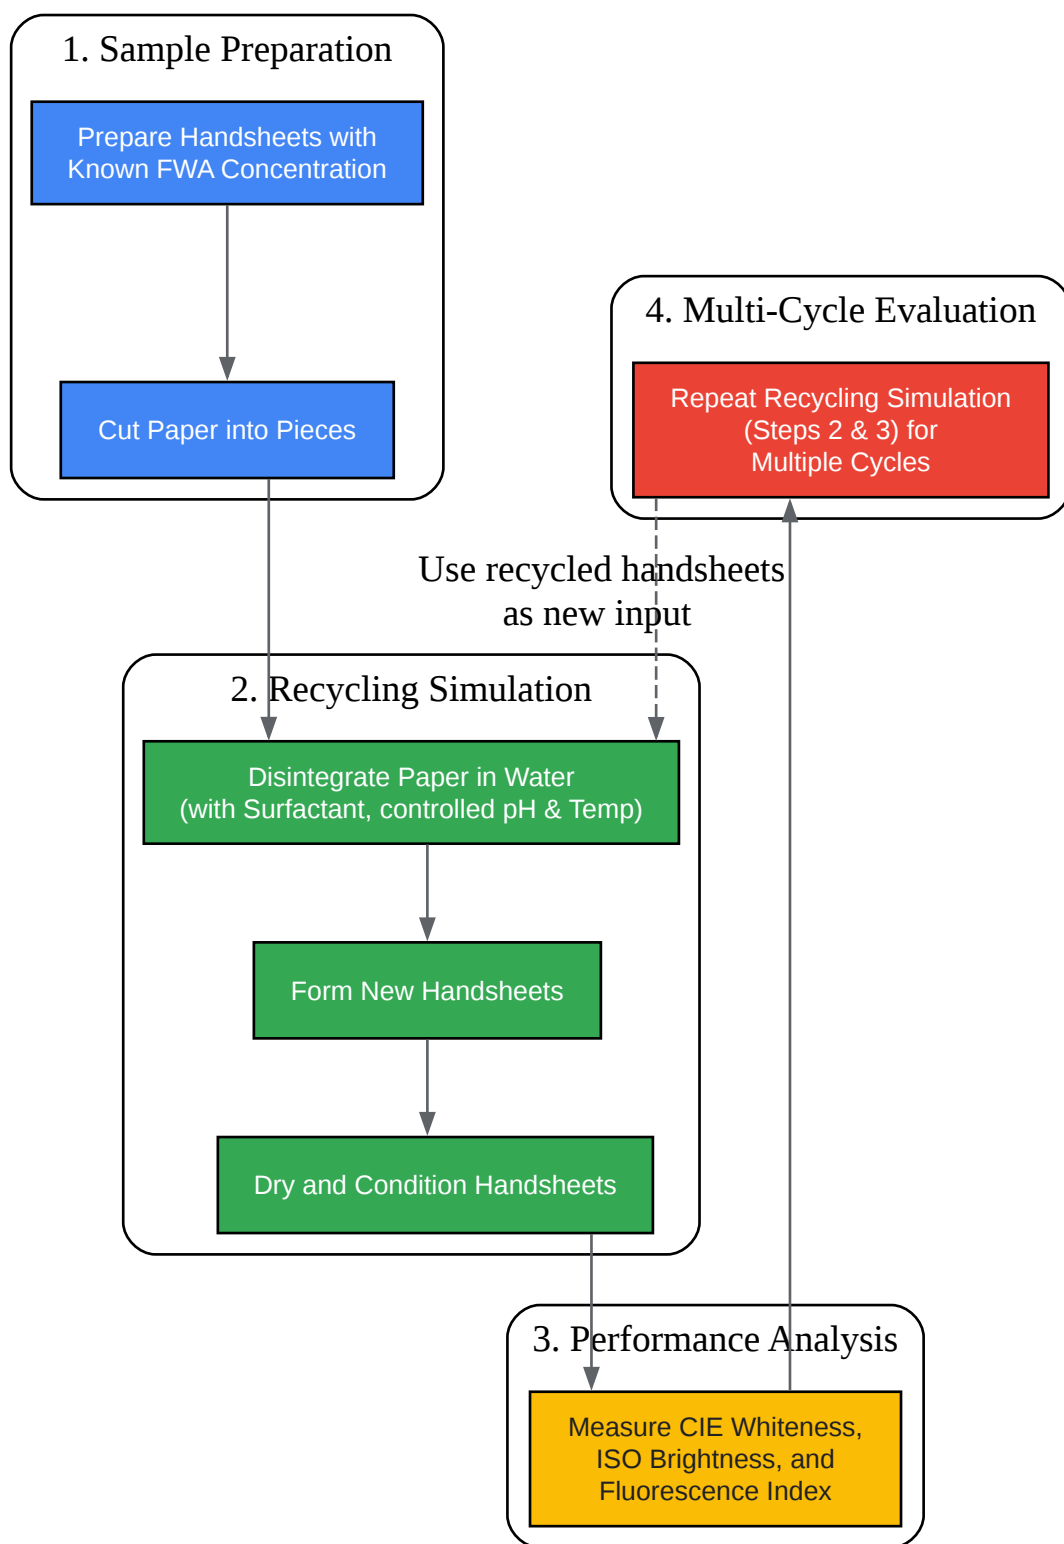 1. Sample Preparation
Prepare Handsheets with
Known FWA Concentration
Cut Paper into Pieces
4. Multi-Cycle Evaluation
Repeat Recycling Simulation
(Steps 2 & 3) for
Multiple Cycles
Use recycled handsheets
as new input
2. Recycling Simulation
Disintegrate Paper in Water
(with Surfactant, controlled pH & Temp)
Form New Handsheets
Dry and Condition Handsheets
3. Performance Analysis
Measure CIE Whiteness,
ISO Brightness, and
Fluorescence Index